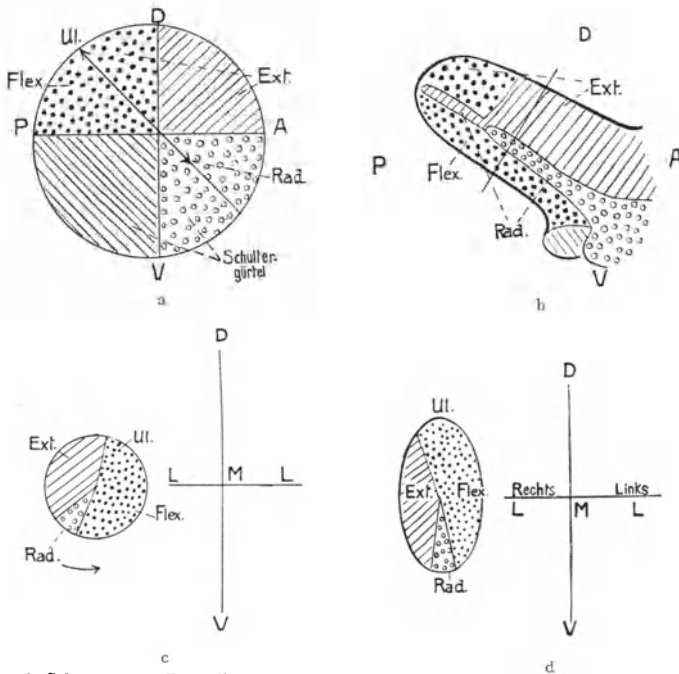 D
Ul.
Flex.
Ext.
P
A
Rad.
Schulter-
gürtel
V
a
D
Ext.
P
A
Flex.
Rad.
V
b
D
Ext.
Ul.
L M L
Flex.
Rad.
V
c
D
Ul.
Ext. Flex. Rechts Links
L M L
Rad.
V
d